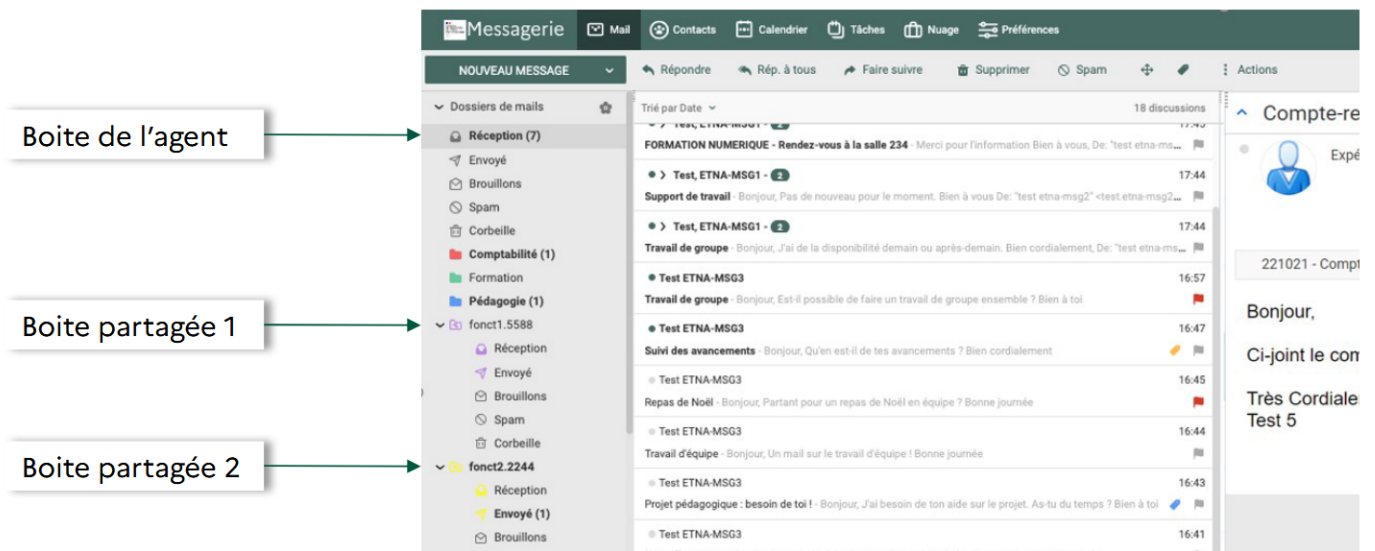 Messagerie Mail Contacts Calendrier Tâches Nuage Préférences
NOUVEAU MESSAGE Répondre Rép. à tous Faire suivre Supprimer Spam Actions
Boite de l'agent
Boite partagée 1
Boite partagée 2
Dossiers de mails
Réception (7)
Envoyé
Brouillons
Spam
Corbeille
Comptabilité (1)
Formation
Pédagogie (1)
fonct1.5588
Réception
Envoyé
Brouillons
Spam
Corbeille
fonct2.2244
Réception
Envoyé (1)
Brouillons
Trié par Date 18 discussions
Test, ETNA-MSG1 - 2 17:45
FORMATION NUMERIQUE - Rendez-vous à la salle 234 - Merci pour l'information Bien à vous, De: "test etna-ms...
Test, ETNA-MSG1 - 2 17:44
Support de travail - Bonjour, Pas de nouveau pour le moment. Bien à vous De: "test etna-msg2" <test.etna-msg2...
Test, ETNA-MSG1 - 2 17:44
Travail de groupe - Bonjour, J'ai de la disponibilité demain ou après-demain. Bien cordialement, De: "test etna-ms...
Test ETNA-MSG3 16:57
Travail de groupe - Bonjour, Est-il possible de faire un travail de groupe ensemble ? Bien à toi
Test ETNA-MSG3 16:47
Suivi des avancements - Bonjour, Qu'en est-il de tes avancements ? Bien cordialement
Test ETNA-MSG3 16:45
Repas de Noël - Bonjour, Partant pour un repas de Noël en équipe ? Bonne journée
Test ETNA-MSG3 16:44
Travail d'équipe - Bonjour, Un mail sur le travail d'équipe ! Bonne journée
Test ETNA-MSG3 16:43
Projet pédagogique : besoin de toi ! - Bonjour, J'ai besoin de ton aide sur le projet. As-tu du temps ? Bien à toi
Test ETNA-MSG3 16:41
Compte-re
Expé
221021 - Compt
Bonjour,
Ci-joint le com
Très Cordiale
Test 5